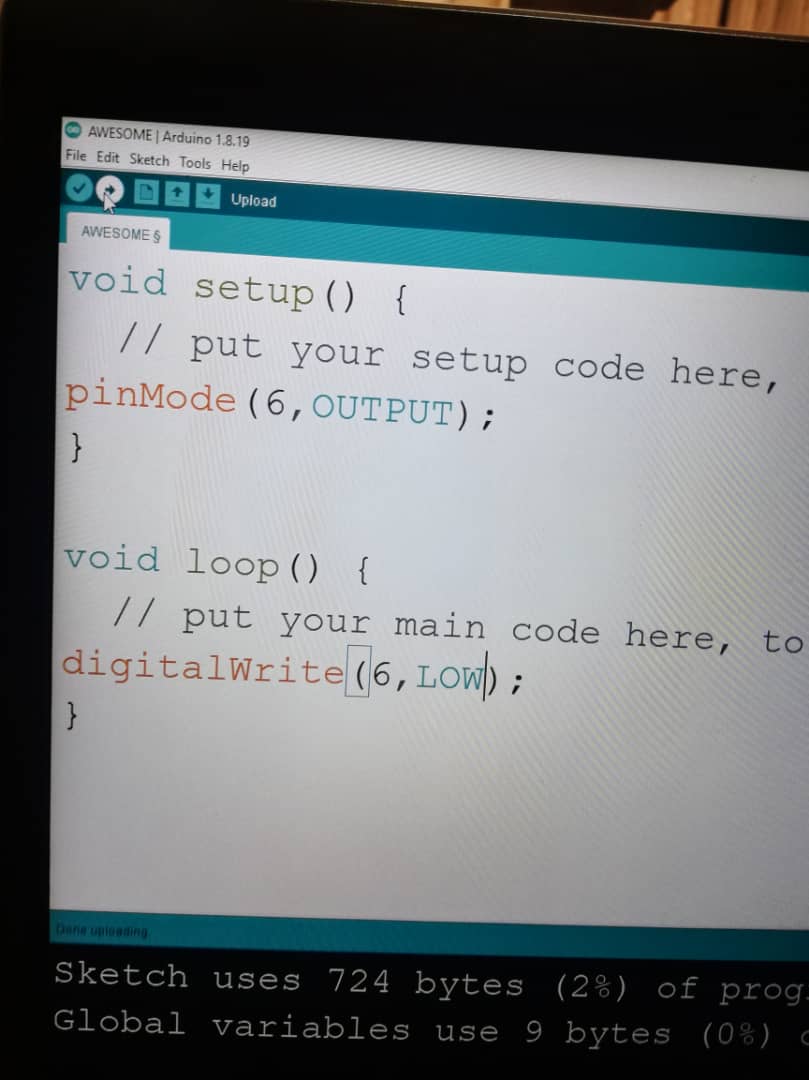 AWESOME | Arduino 1.8.19
File Edit Sketch Tools Help
Upload
AWESOME §
void setup() {
// put your setup code here,
pinMode(6,OUTPUT);
}
void loop() {
// put your main code here, to
digitalWrite(6,LOW);
}
Done uploading.
Sketch uses 724 bytes (2%) of prog
Global variables use 9 bytes (0%)